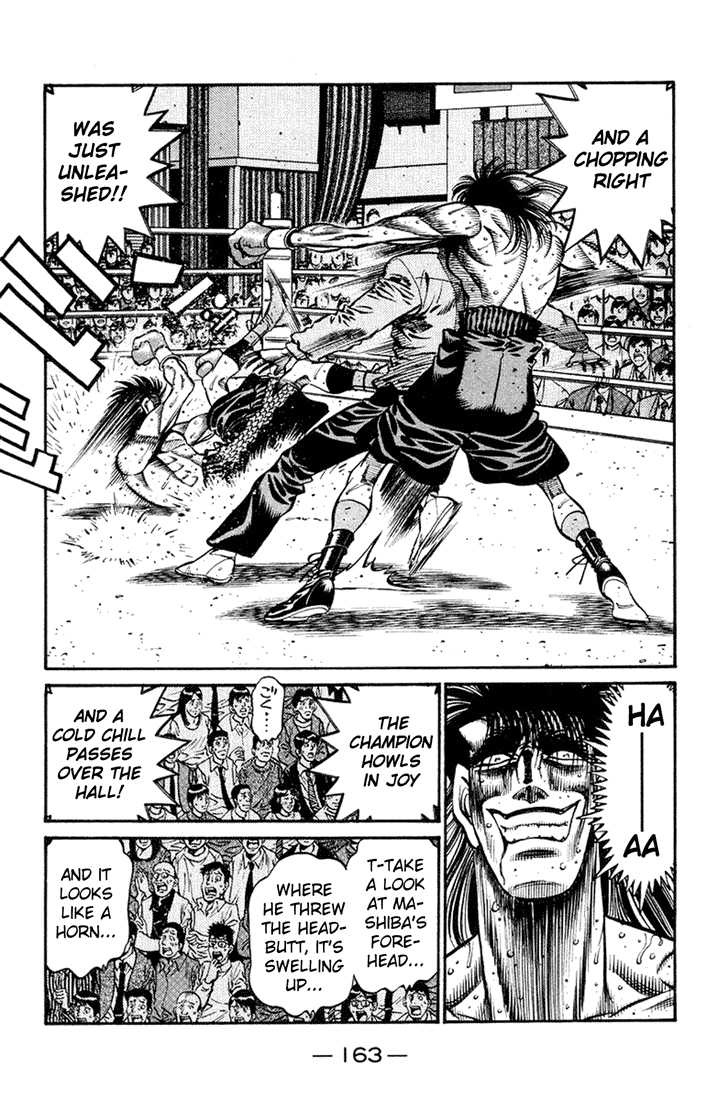 AND A
CHOPPING
RIGHT
WAS
JUST
UNLEA-
SHED!!
HA
AA
THE
CHAMPION
HOWLS
IN JOY
AND A
COLD CHILL
PASSES
OVER THE
HALL!
T-TAKE
A LOOK
AT MA-
SHIBA'S
FORE-
HEAD...
WHERE
HE THREW
THE HEAD-
BUTT, IT'S
SWELLING
UP...
AND IT
LOOKS
LIKE A
HORN...
— 163 —